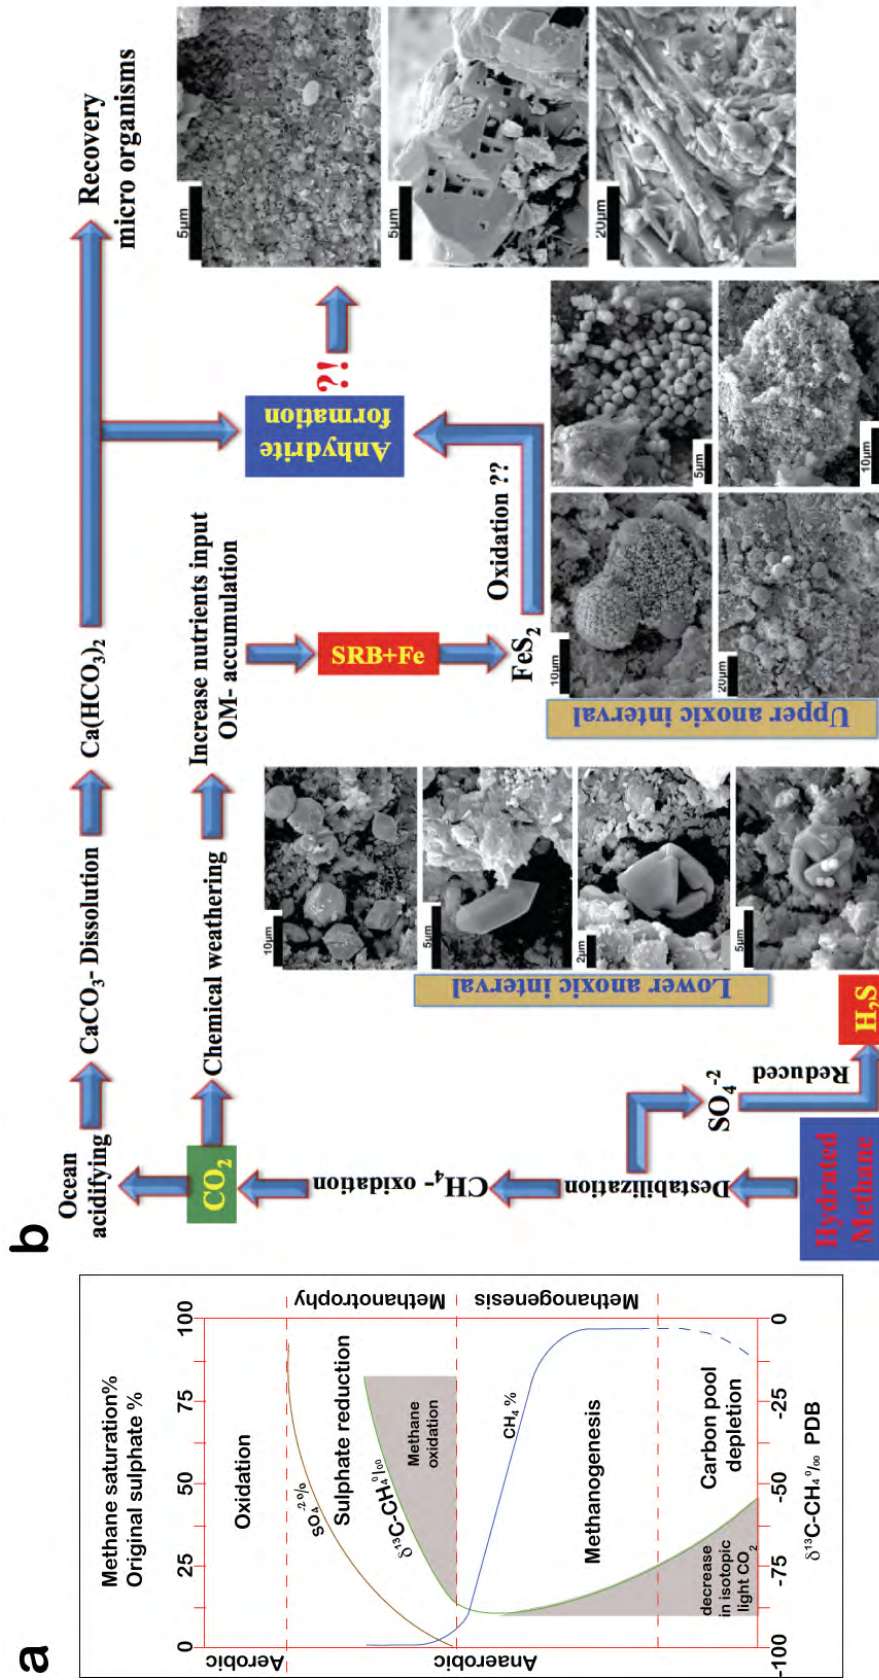 a
Methane saturation%
Original sulphate %
0
25
50
75
100
Aerobic
Oxidation
SO₄⁻² %
Sulphate reduction
Methanotrophy
δ¹³C-CH₄ ⁰/₀₀
Methane
oxidation
Anaerobic
CH₄ %
Methanogenesis
Methanogenesis
decrease
in isotopic
light CO₂
Carbon pool
depletion
-100
-75
-50
-25
0
δ¹³C-CH₄ ‰ PDB
b
Ocean
acidifying
CaCO₃- Dissolution
Ca(HCO₃)₂
Recovery
micro organisms
CO₂
Chemical weathering
Increase nutrients input
OM- accumulation
Anhydrite
formation
?!
CH₄- oxidation
SRB+Fe
Destabilization
FeS₂
Oxidation ??
SO₄⁻²
Reduced
Hydrated
Methane
H₂S
Lower anoxic interval
10µm
5µm
2µm
5µm
Upper anoxic interval
10µm
5µm
20µm
10µm
5µm
5µm
20µm